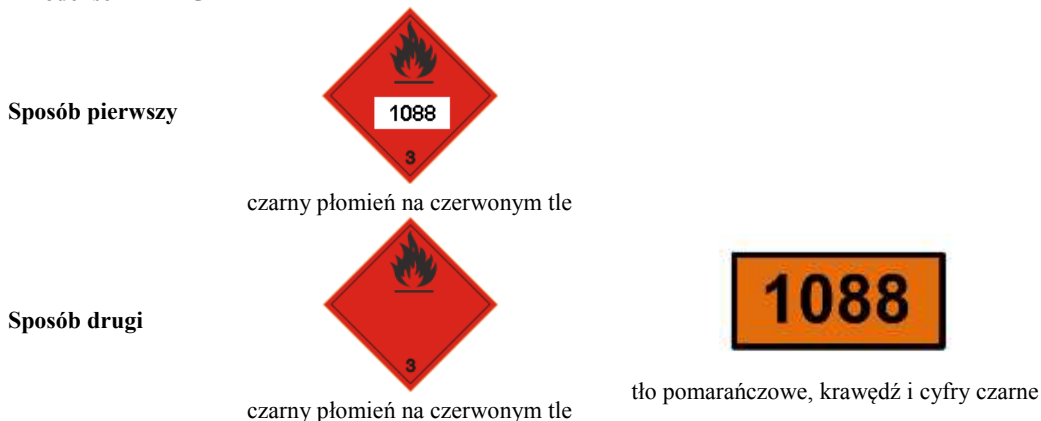 Sposób pierwszy
1088
3
czarny płomień na czerwonym tle
Sposób drugi
3
czarny płomień na czerwonym tle
1088
tło pomarańczowe, krawędź i cyfry czarne